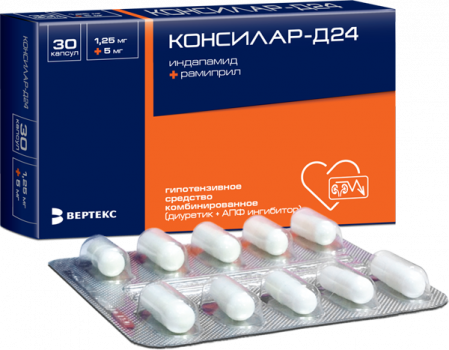 30
капсул
1,25 мг
+ 5 мг
КОНСИЛАР-Д24
индапамид
+ рамиприл
гипотензивное
средство
комбинированное
(диуретик + АПФ ингибитор)
ВЕРТЕКС
КОНСИЛАР-Д24
30
капсул
1,25 мг
+ 5 мг